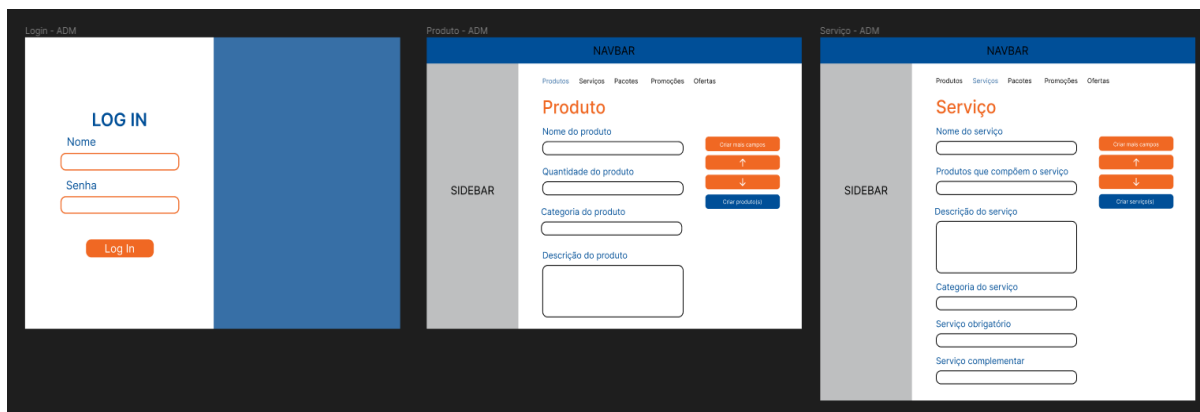 Login - ADM
LOG IN
Nome
Senha
Log In
Produto - ADM
NAVBAR
SIDEBAR
Produtos Serviços Pacotes Promoções Ofertas
Produto
Nome do produto
Quantidade do produto
Categoria do produto
Descrição do produto
Criar mais campos
↑
↓
Criar produto(s)
Serviço - ADM
NAVBAR
SIDEBAR
Produtos Serviços Pacotes Promoções Ofertas
Serviço
Nome do serviço
Produtos que compõem o serviço
Descrição do serviço
Categoria do serviço
Serviço obrigatório
Serviço complementar
Criar mais campos
↑
↓
Criar serviço(s)